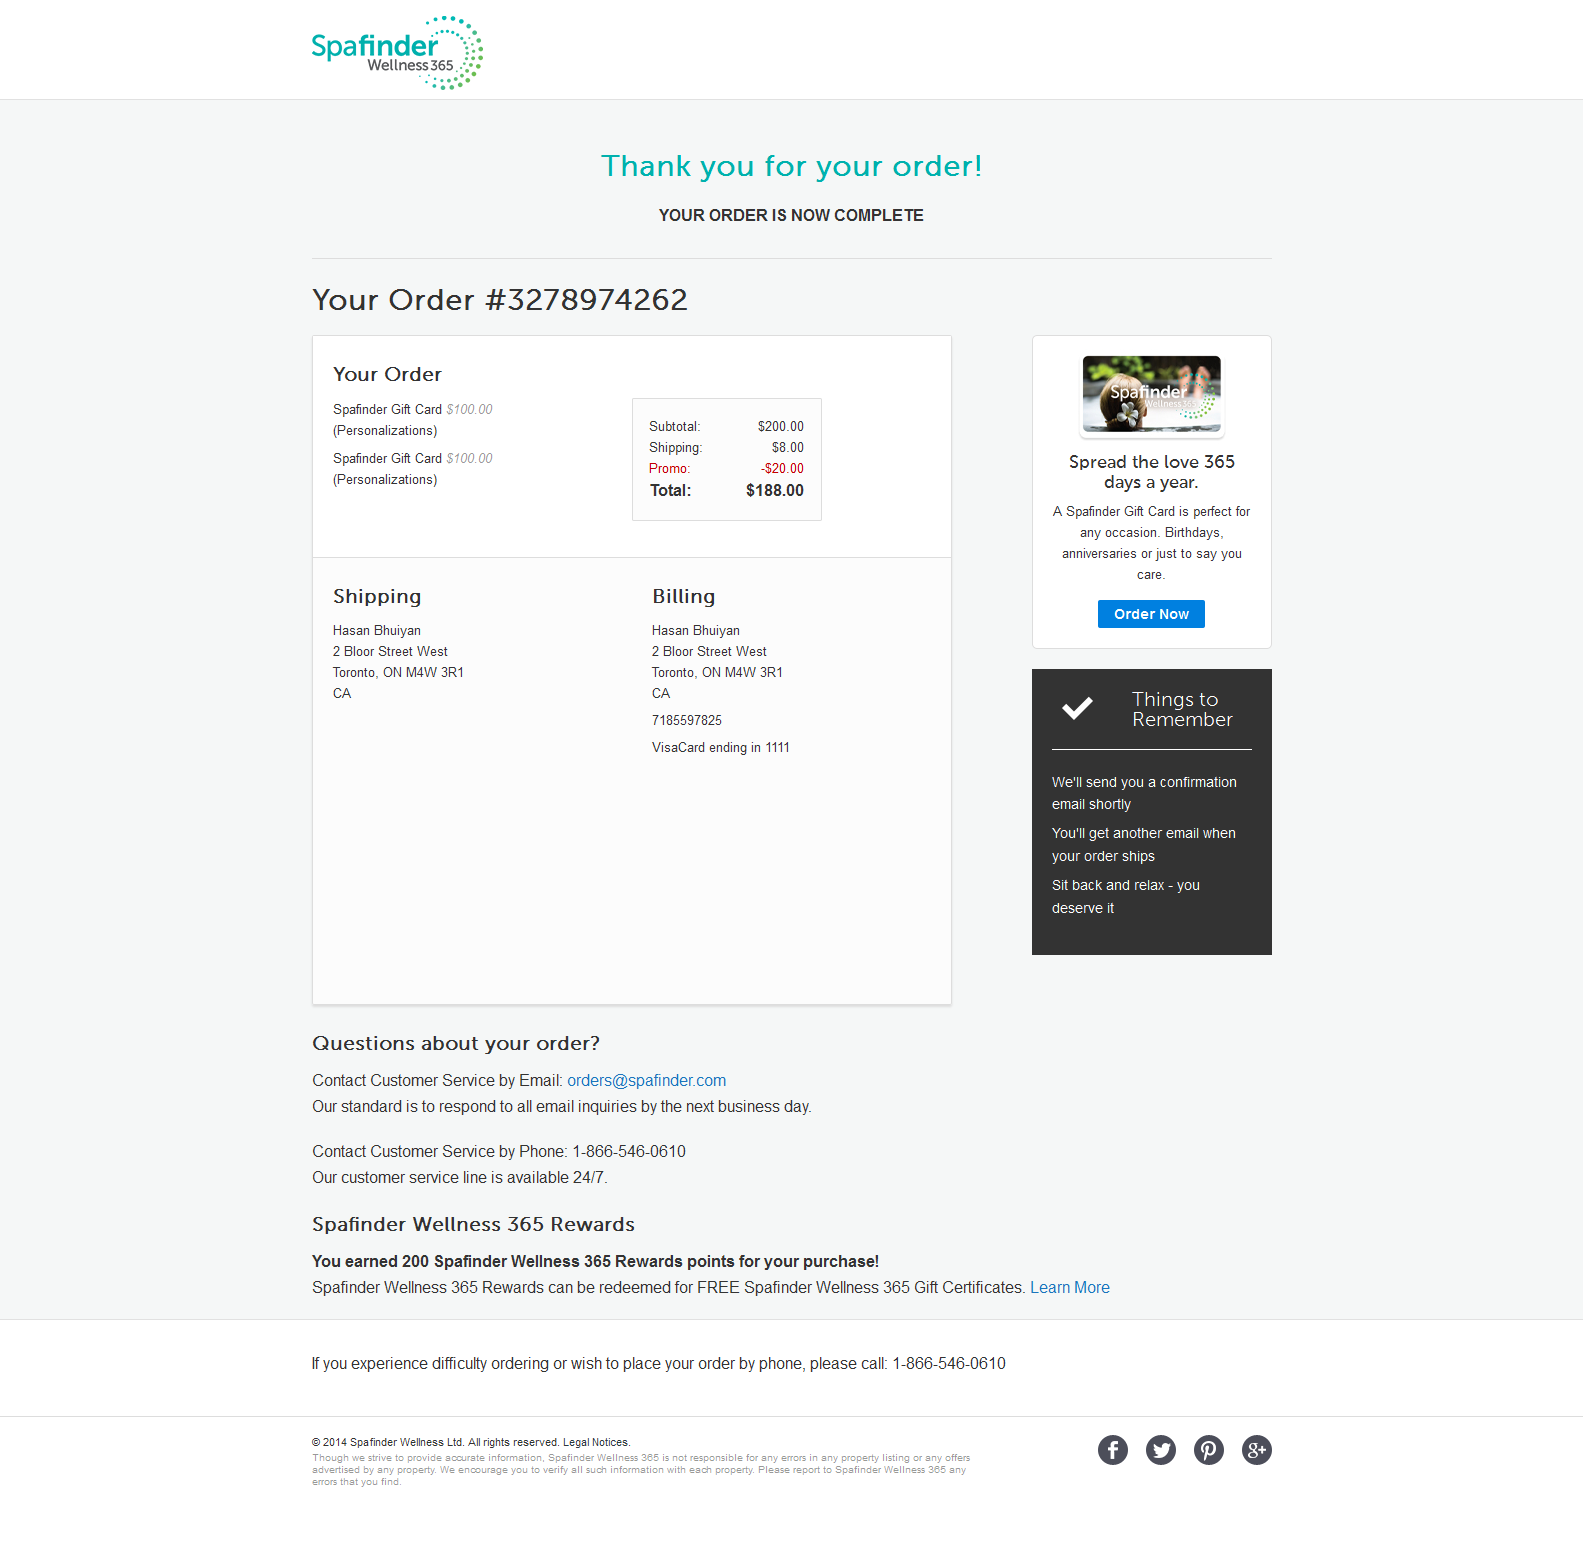 Spafinder
Wellness 365
Thank you for your order!
YOUR ORDER IS NOW COMPLETE
Your Order #3278974262
Your Order
Spafinder Gift Card $100.00
(Personalizations)
Spafinder Gift Card $100.00
(Personalizations)
Subtotal: $200.00
Shipping: $8.00
Promo: -$20.00
Total: $188.00
Shipping
Hasan Bhuiyan
2 Bloor Street West
Toronto, ON M4W 3R1
CA
Billing
Hasan Bhuiyan
2 Bloor Street West
Toronto, ON M4W 3R1
CA
7185597825
VisaCard ending in 1111
Spafinder
Wellness 365
Spread the love 365
days a year.
A Spafinder Gift Card is perfect for
any occasion. Birthdays,
anniversaries or just to say you
care.
Order Now
Things to
Remember
We'll send you a confirmation
email shortly
You'll get another email when
your order ships
Sit back and relax - you
deserve it
Questions about your order?
Contact Customer Service by Email: orders@spafinder.com
Our standard is to respond to all email inquiries by the next business day.
Contact Customer Service by Phone: 1-866-546-0610
Our customer service line is available 24/7.
Spafinder Wellness 365 Rewards
You earned 200 Spafinder Wellness 365 Rewards points for your purchase!
Spafinder Wellness 365 Rewards can be redeemed for FREE Spafinder Wellness 365 Gift Certificates. Learn More
If you experience difficulty ordering or wish to place your order by phone, please call: 1-866-546-0610
© 2014 Spafinder Wellness Ltd. All rights reserved. Legal Notices.
Though we strive to provide accurate information, Spafinder Wellness 365 is not responsible for any errors in any property listing or any offers
advertised by any property. We encourage you to verify all such information with each property. Please report to Spafinder Wellness 365 any
errors that you find.